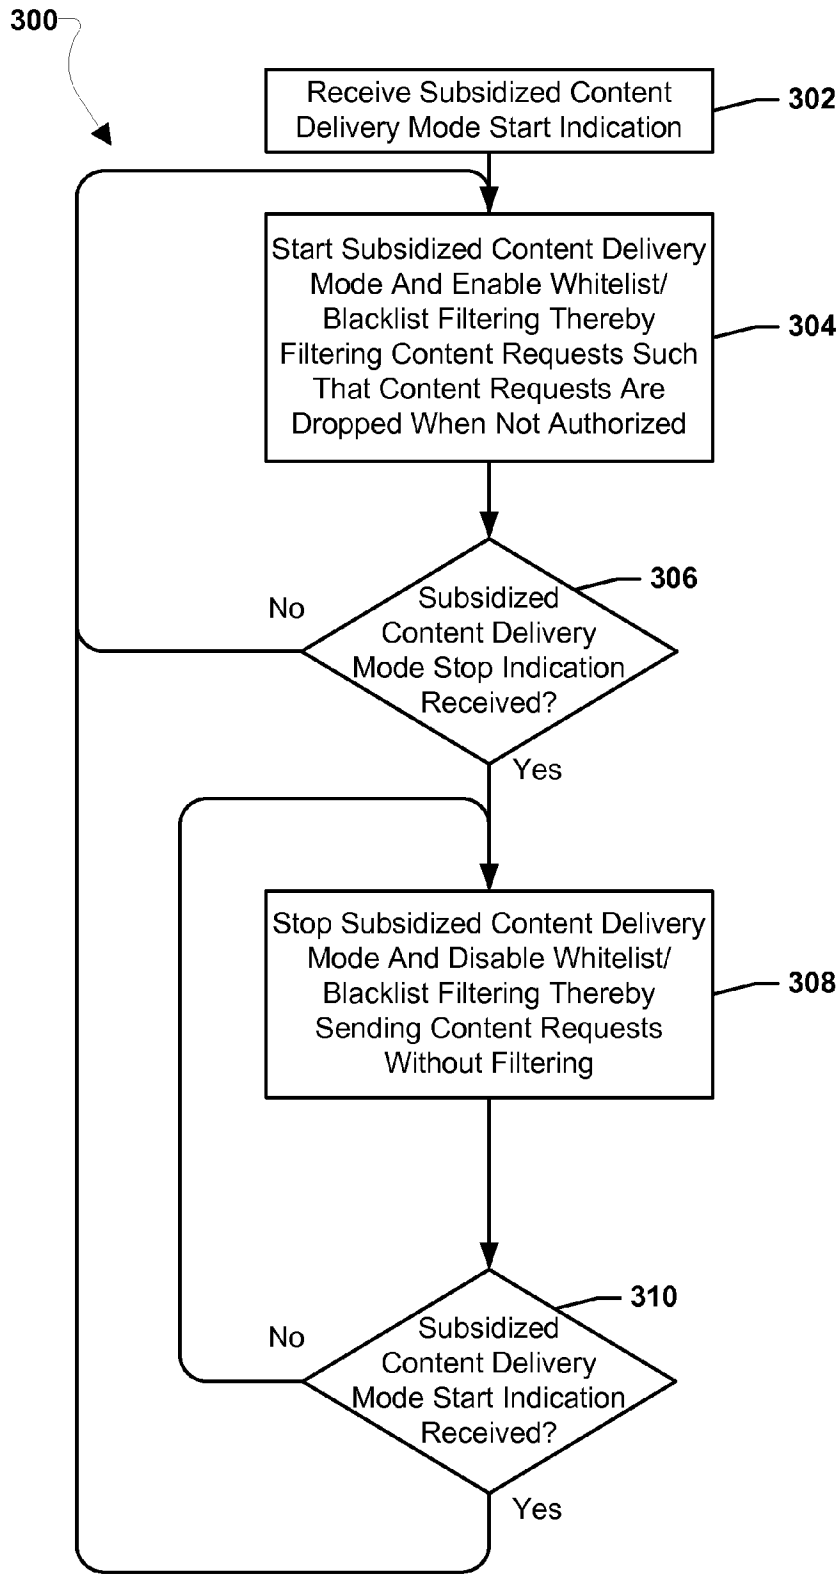 300
Receive Subsidized Content
Delivery Mode Start Indication
302
Start Subsidized Content Delivery
Mode And Enable Whitelist/
Blacklist Filtering Thereby
Filtering Content Requests Such
That Content Requests Are
Dropped When Not Authorized
304
306
Subsidized
Content Delivery
Mode Stop Indication
Received?
No
Yes
Stop Subsidized Content Delivery
Mode And Disable Whitelist/
Blacklist Filtering Thereby
Sending Content Requests
Without Filtering
308
310
Subsidized
Content Delivery
Mode Start Indication
Received?
No
Yes